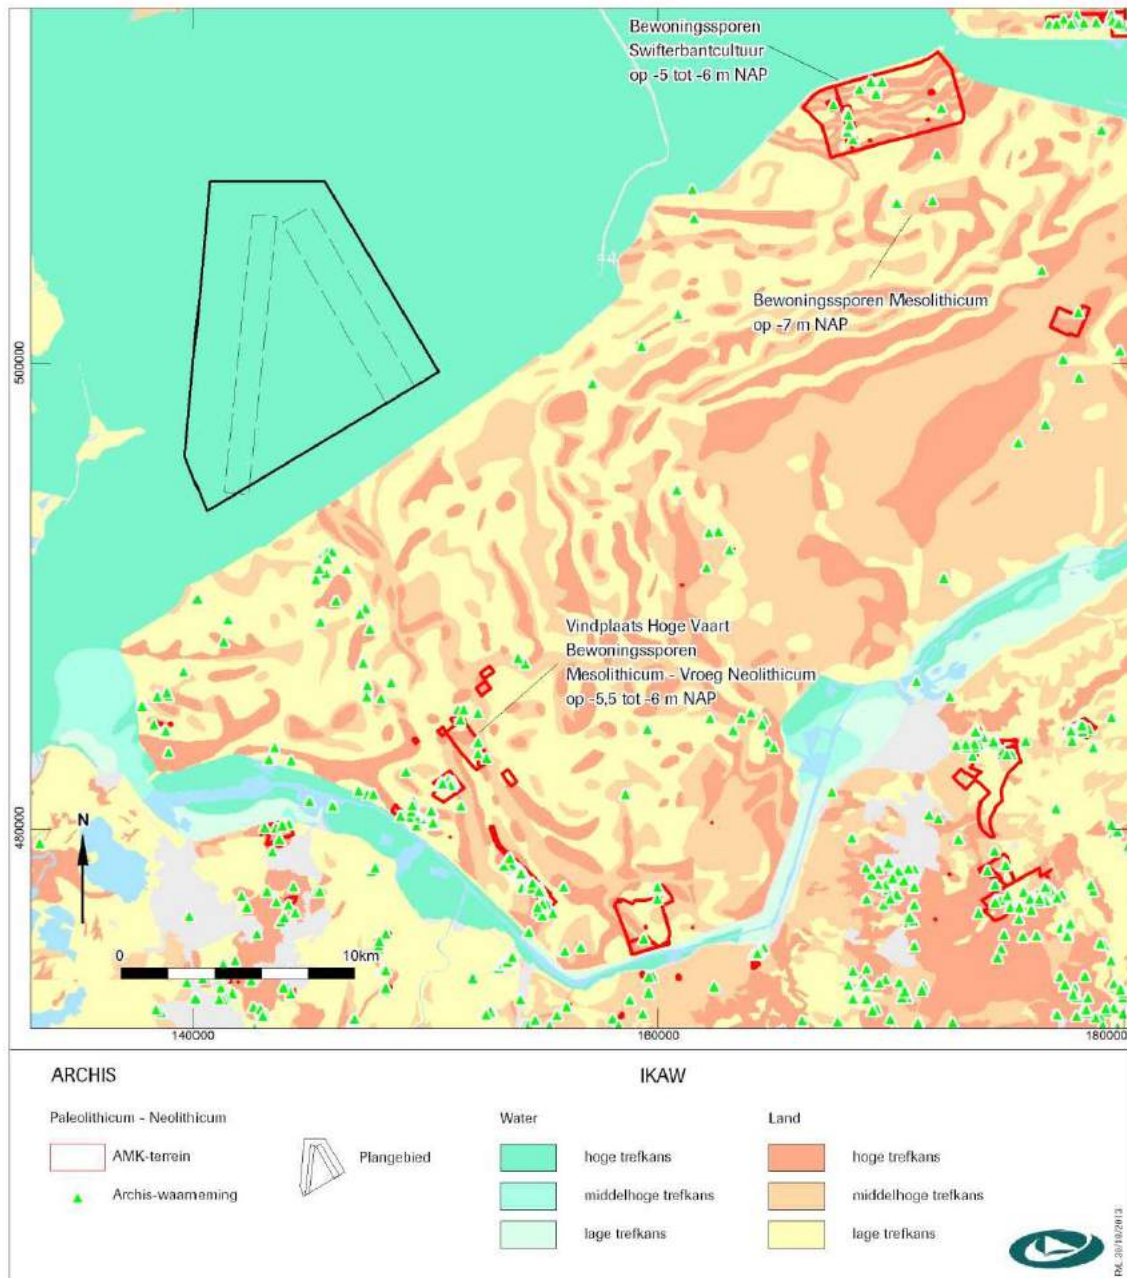 Bewoningssporen
Swifterbantcultuur
op -5 tot -6 m NAP
Bewoningssporen Mesolithicum
op -7 m NAP
500000
Vindplaats Hoge Vaart
Bewoningssporen
Mesolithicum - Vroeg Neolithicum
op -5,5 tot -6 m NAP
480000
N
0 10km
140000 160000 180000
ARCHIS IKAW
Paleolithicum - Neolithicum Water Land
AMK-terrein Plangebied hoge trefkans hoge trefkans
Archis-waarneming middelhoge trefkans middelhoge trefkans
lage trefkans lage trefkans